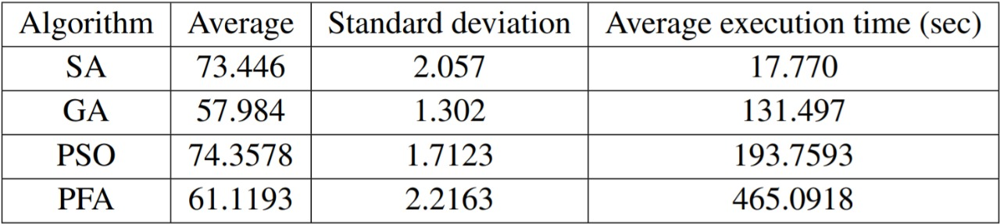 Algorithm Average Standard deviation Average execution time (sec)
SA 73.446 2.057 17.770
GA 57.984 1.302 131.497
PSO 74.3578 1.7123 193.7593
PFA 61.1193 2.2163 465.0918